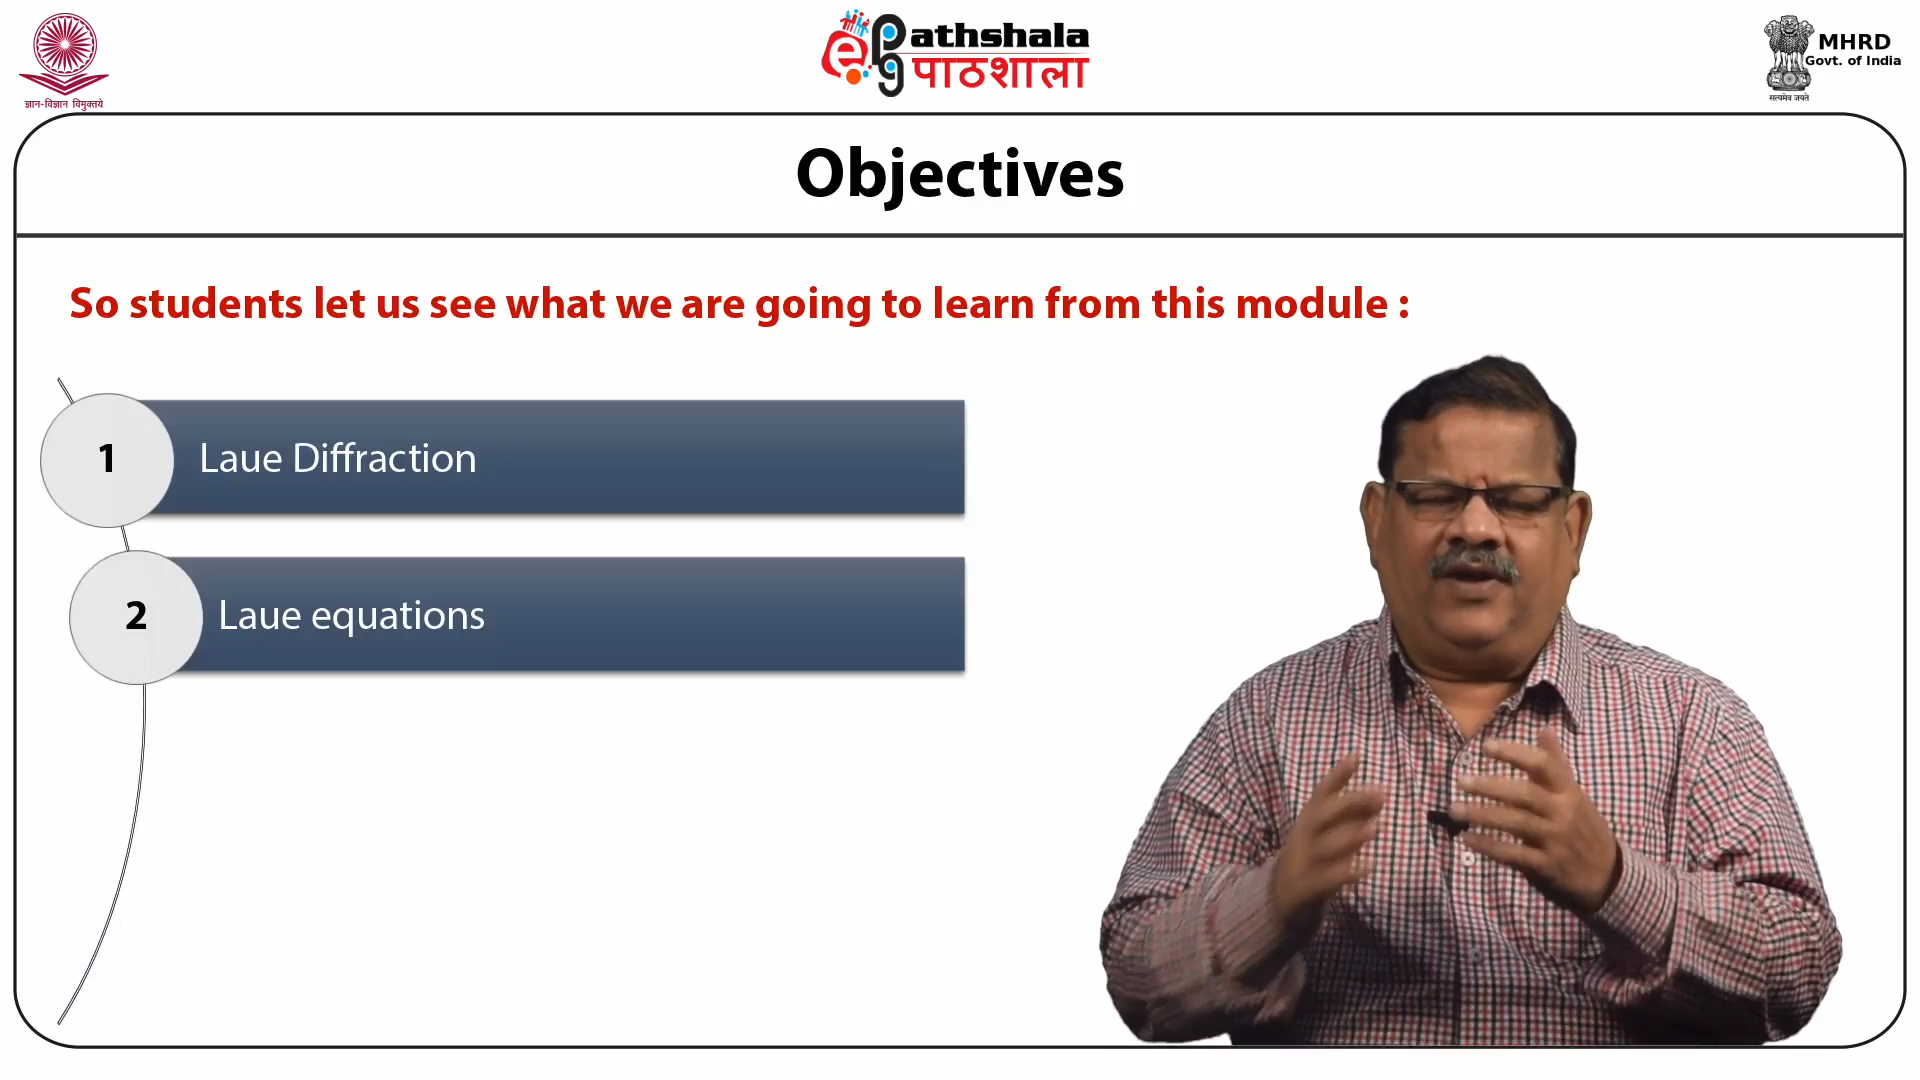 ज्ञान-विज्ञान विमुक्तये
ePathshala
पाठशाला
MHRD
Govt. of India
सत्यमेव जयते
Objectives
So students let us see what we are going to learn from this module :
1 Laue Diffraction
2 Laue equations